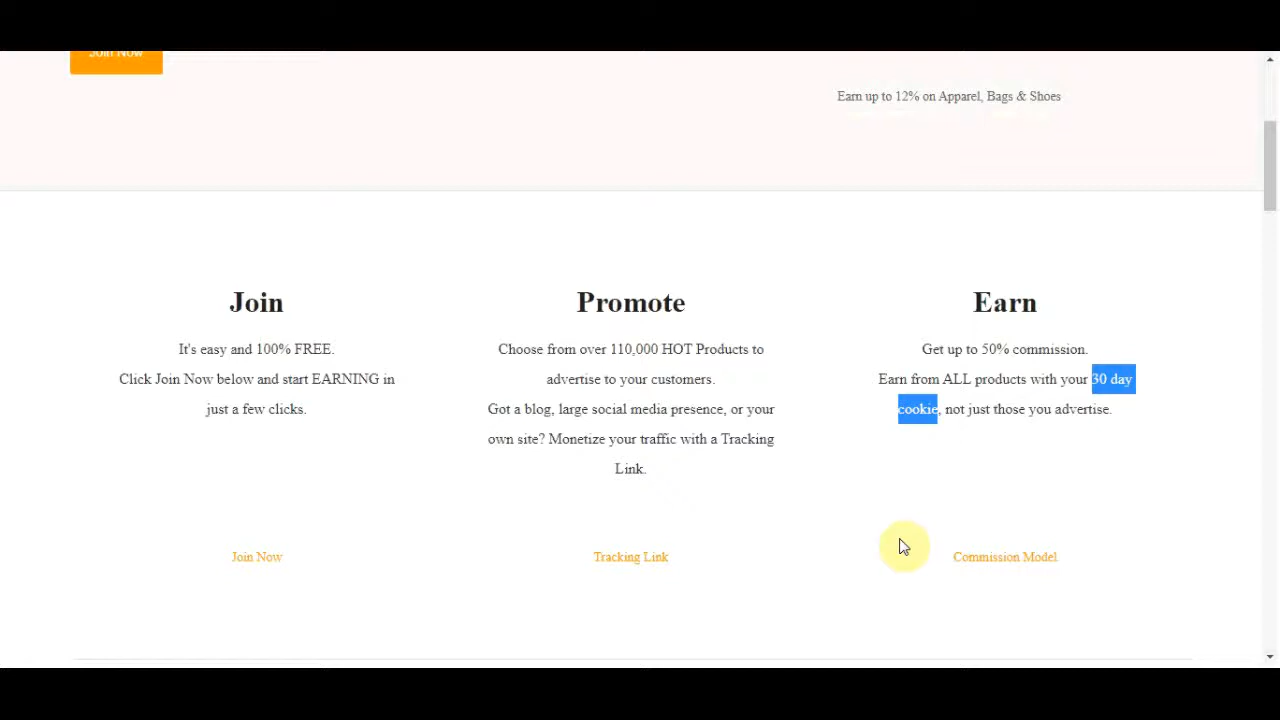 Join Now
Earn up to 12% on Apparel, Bags & Shoes
Join
It's easy and 100% FREE.
Click Join Now below and start EARNING in
just a few clicks.
Join Now
Promote
Choose from over 110,000 HOT Products to
advertise to your customers.
Got a blog, large social media presence, or your
own site? Monetize your traffic with a Tracking
Link.
Tracking Link
Earn
Get up to 50% commission.
Earn from ALL products with your 30 day
cookie, not just those you advertise.
Commission Model